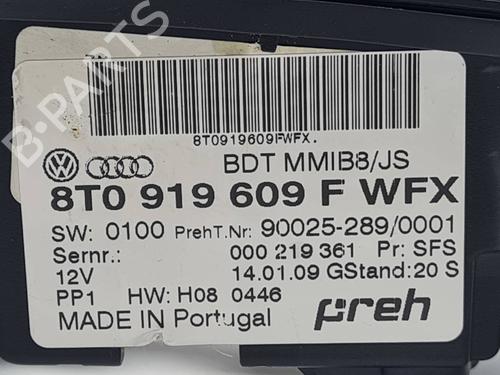 B-PARTS
8T0919609FWFX.
BDT MMIB8/JS
8T0 919 609 F WFX
SW: 0100 PrehT.Nr: 90025-289/0001
Sernr.: 000 219 361 Pr: SFS
12V 14.01.09 GStand: 20 S
PP1 HW: H08 0446
MADE IN Portugal preh